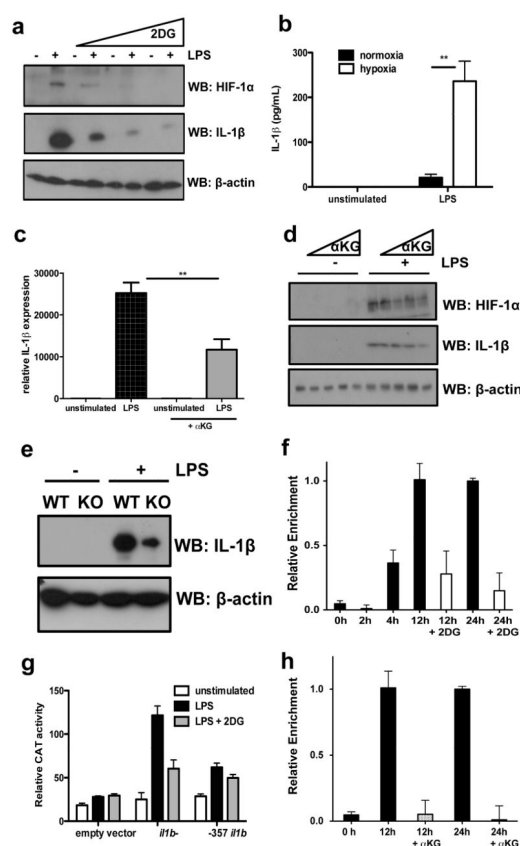 a
2DG
- + - + - + - + LPS
WB: HIF-1α
WB: IL-1β
WB: β-actin
b
normoxia
hypoxia
**
IL-1β (pg/mL)
300
200
100
0
unstimulated LPS
c
**
relative IL-1β expression
30000
20000
10000
0
unstimulated LPS unstimulated LPS
+ αKG
d
αKG αKG
- + LPS
WB: HIF-1α
WB: IL-1β
WB: β-actin
e
- + LPS
WT KO WT KO
WB: IL-1β
WB: β-actin
f
Relative Enrichment
1.0
0.5
0.0
0h 2h 4h 12h 12h 24h 24h
+ 2DG + 2DG
g
unstimulated
LPS
LPS + 2DG
Relative CAT activity
150
100
50
0
empty vector il1b- -357 il1b
h
Relative Enrichment
1.0
0.5
0.0
0 h 12h 12h 24h 24h
+ αKG + αKG